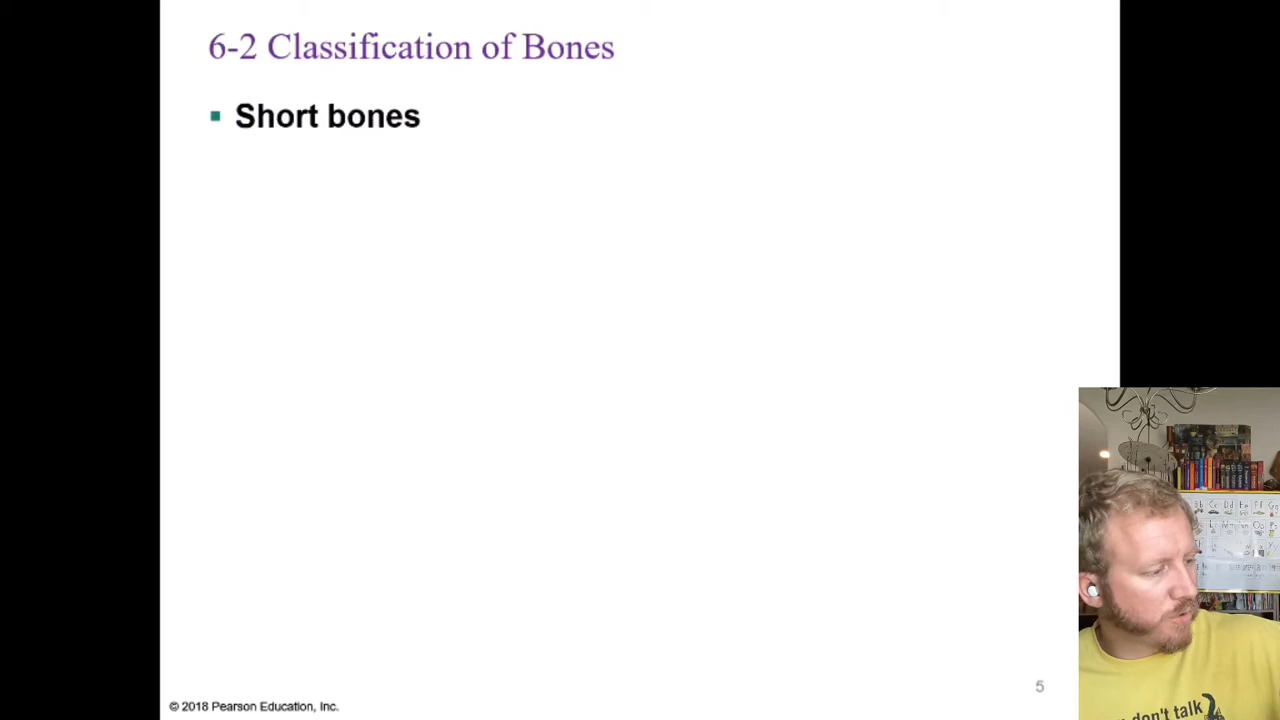 6-2 Classification of Bones
Short bones
5
© 2018 Pearson Education, Inc.
don't talk